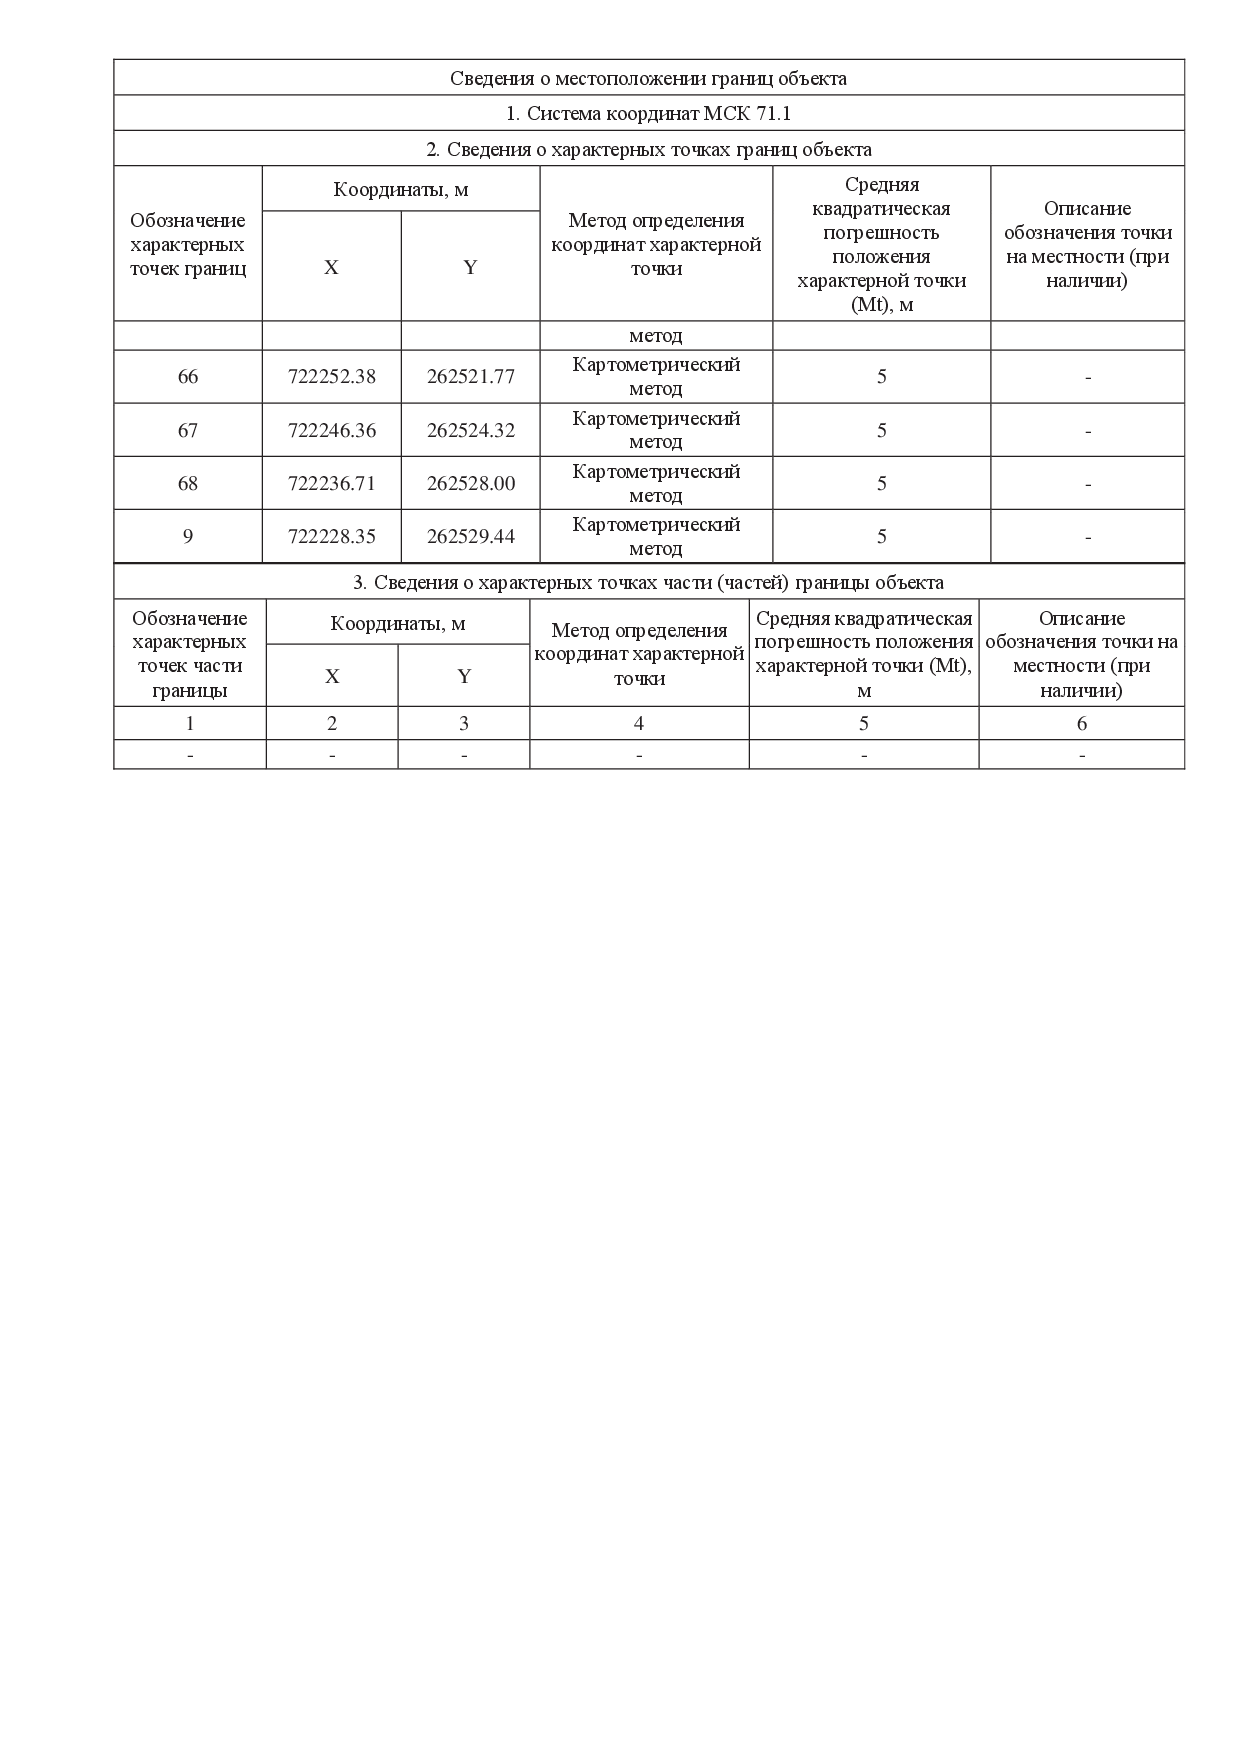 Сведения о местоположении границ объекта
1. Система координат МСК 71.1
2. Сведения о характерных точках границ объекта
Обозначение
характерных
точек границ
Координаты, м
X
Y
Метод определения
координат характерной
точки
Средняя
квадратическая
погрешность
положения
характерной точки
(Mt), м
Описание
обозначения точки
на местности (при
наличии)
метод
66 722252.38 262521.77 Картометрический
метод 5 -
67 722246.36 262524.32 Картометрический
метод 5 -
68 722236.71 262528.00 Картометрический
метод 5 -
9 722228.35 262529.44 Картометрический
метод 5 -
3. Сведения о характерных точках части (частей) границы объекта
Обозначение
характерных
точек части
границы
Координаты, м
X
Y
Метод определения
координат характерной
точки
Средняя квадратическая
погрешность положения
характерной точки (Mt),
м
Описание
обозначения точки на
местности (при
наличии)
1 2 3 4 5 6
- - - - - -